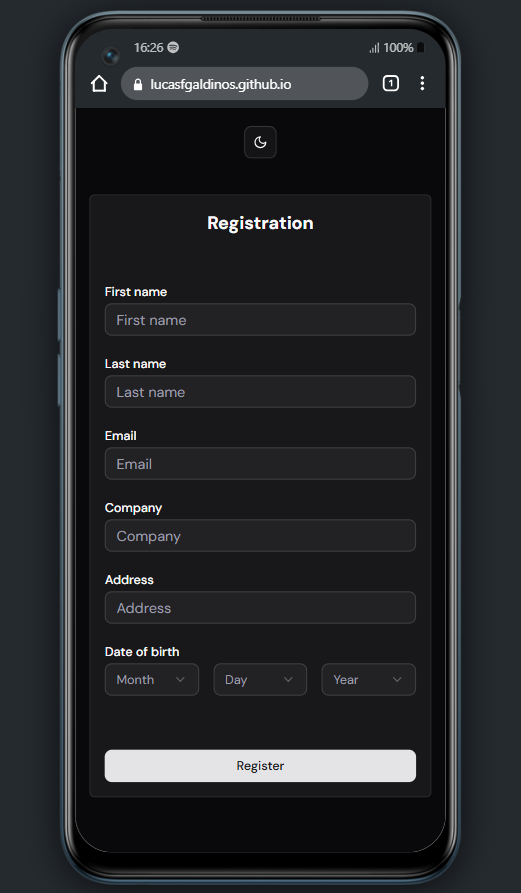 16:26
100%
lucasfgaldinos.github.io
1
Registration
First name
First name
Last name
Last name
Email
Email
Company
Company
Address
Address
Date of birth
Month Day Year
Register